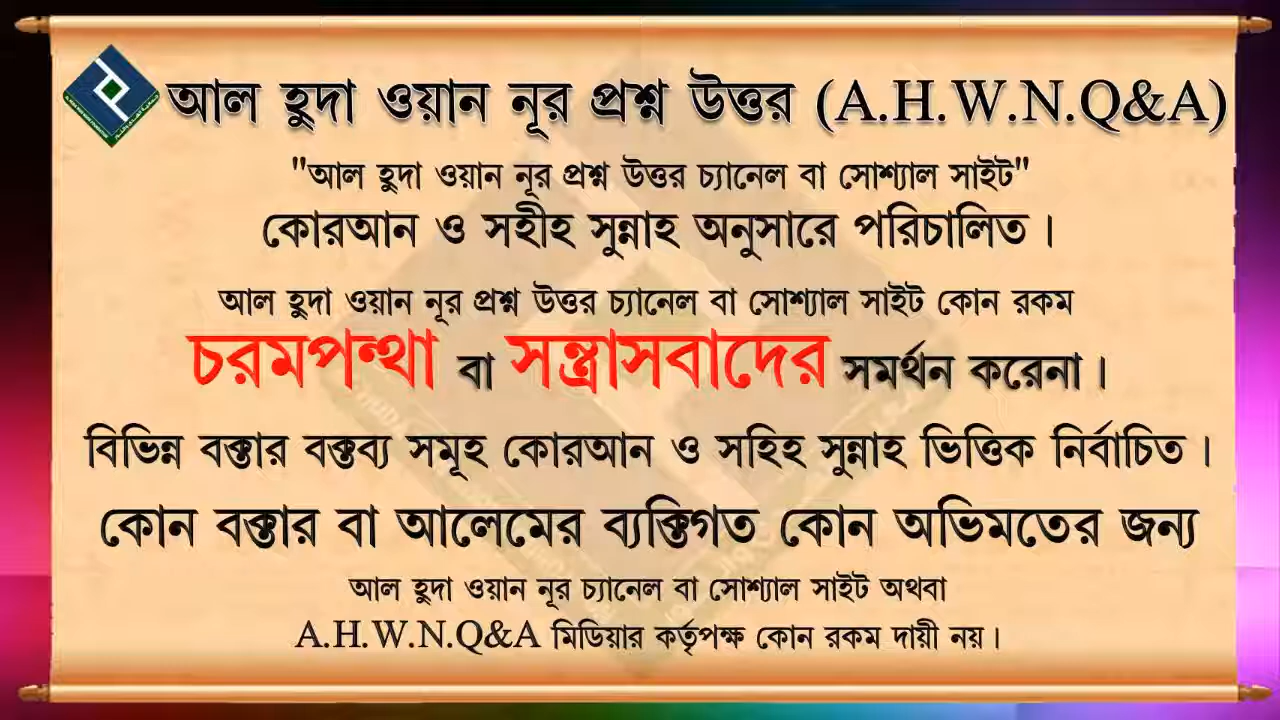 আল হুদা ওয়ান নূর প্রশ্ন উত্তর (A.H.W.N.Q&A)
"আল হুদা ওয়ান নূর প্রশ্ন উত্তর চ্যানেল বা সোশ্যাল সাইট"
কোরআন ও সহীহ সুন্নাহ অনুসারে পরিচালিত।
আল হুদা ওয়ান নূর প্রশ্ন উত্তর চ্যানেল বা সোশ্যাল সাইট কোন রকম
চরমপন্থা বা সন্ত্রাসবাদের সমর্থন করেনা।
বিভিন্ন বক্তার বক্তব্য সমূহ কোরআন ও সহিহ সুন্নাহ ভিত্তিক নির্বাচিত।
কোন বক্তার বা আলেমের ব্যক্তিগত কোন অভিমতের জন্য
আল হুদা ওয়ান নূর চ্যানেল বা সোশ্যাল সাইট অথবা
A.H.W.N.Q&A মিডিয়ার কর্তৃপক্ষ কোন রকম দায়ী নয়।